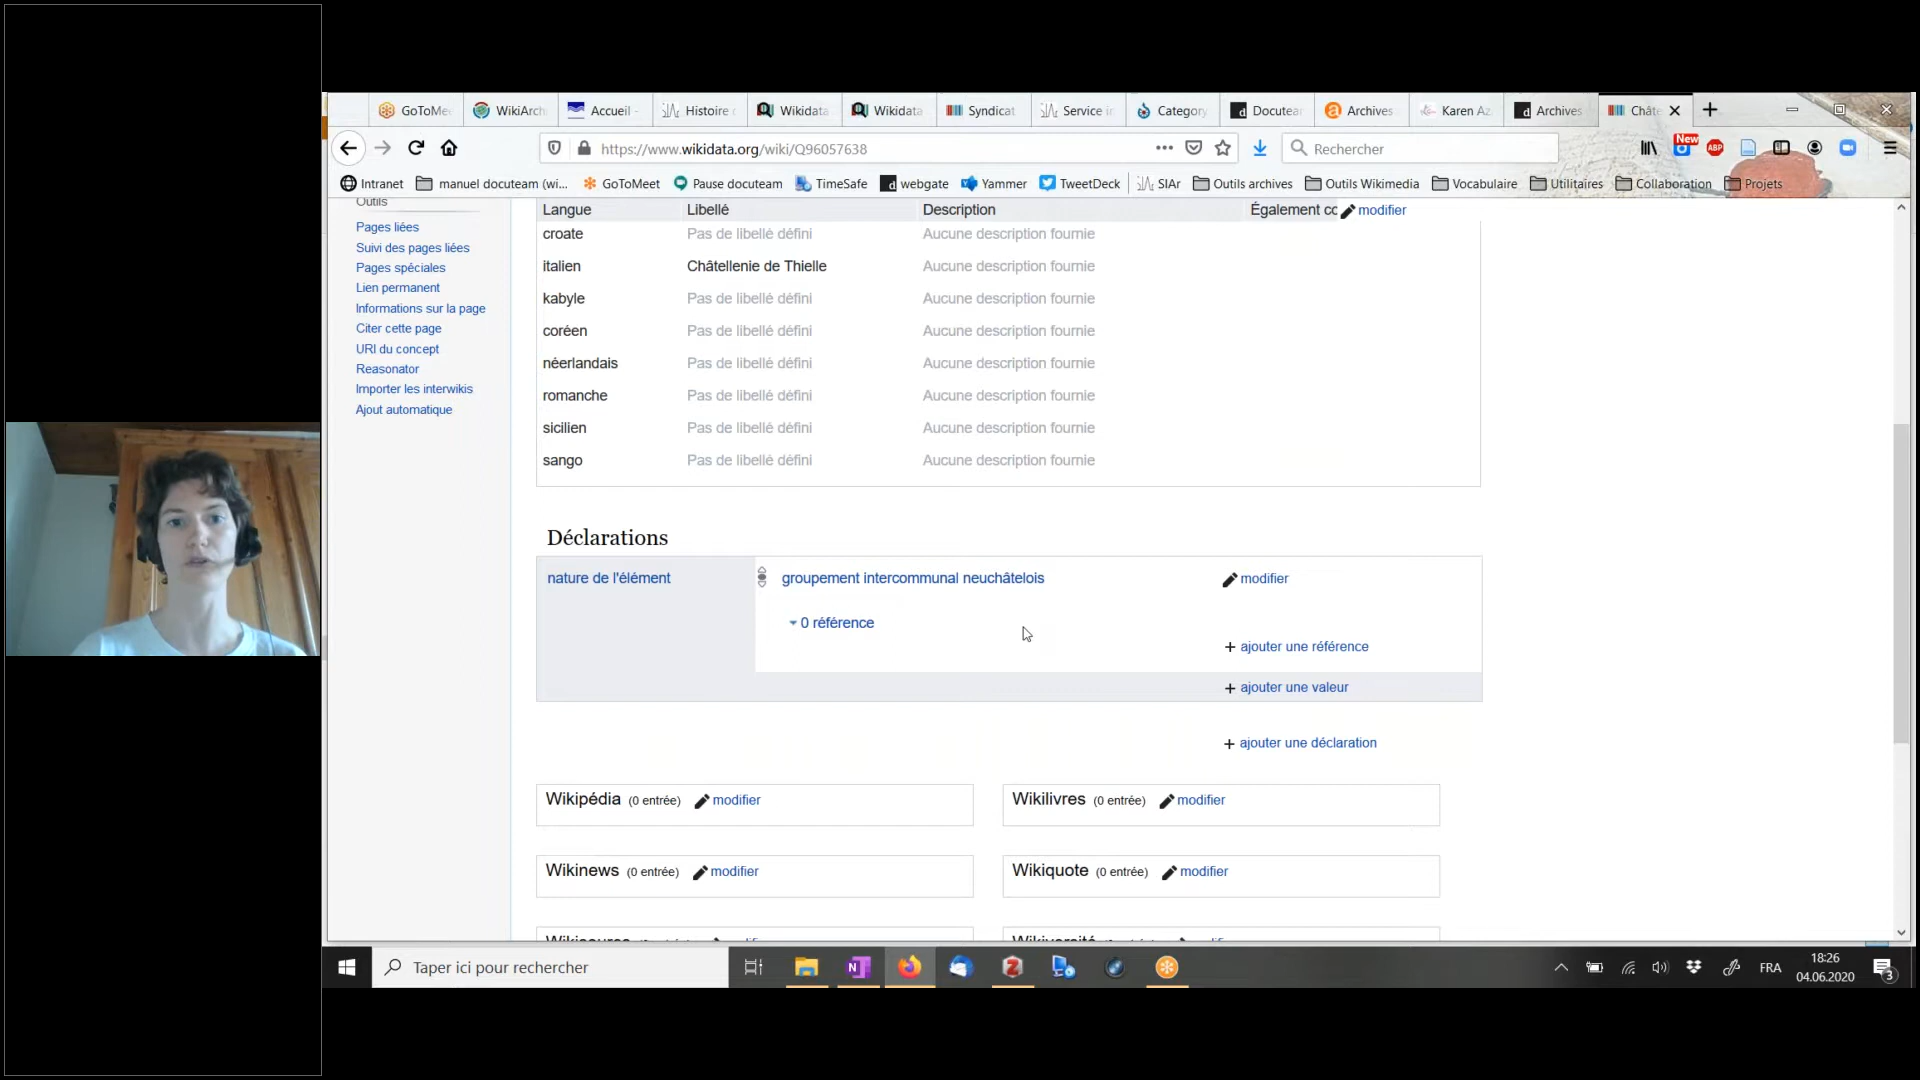 GoToMe
WikiArch
Accueil -
Histoire
Wikidata
Wikidata
Syndicat
Service in
Category
Docutea
Archives
Karen Az
Archives
Chât
https://www.wikidata.org/wiki/Q96057638
Rechercher
New
ABP
Intranet
manuel docuteam (wi...
GoToMeet
Pause docuteam
TimeSafe
webgate
Yammer
TweetDeck
SIAr
Outils archives
Outils Wikimedia
Vocabulaire
Utilitaires
Collaboration
Projets
Outils
Pages liées
Suivi des pages liées
Pages spéciales
Lien permanent
Informations sur la page
Citer cette page
URI du concept
Reasonator
Importer les interwikis
Ajout automatique
Langue Libellé Description Également co modifier
croate Pas de libellé défini Aucune description fournie
italien Châtellenie de Thielle Aucune description fournie
kabyle Pas de libellé défini Aucune description fournie
coréen Pas de libellé défini Aucune description fournie
néerlandais Pas de libellé défini Aucune description fournie
romanche Pas de libellé défini Aucune description fournie
sicilien Pas de libellé défini Aucune description fournie
sango Pas de libellé défini Aucune description fournie
Déclarations
nature de l'élément groupement intercommunal neuchâtelois modifier
0 référence
+ ajouter une référence
+ ajouter une valeur
+ ajouter une déclaration
Wikipédia (0 entrée) modifier
Wikilivres (0 entrée) modifier
Wikinews (0 entrée) modifier
Wikiquote (0 entrée) modifier
Taper ici pour rechercher
FRA
18:26
04.06.2020
3